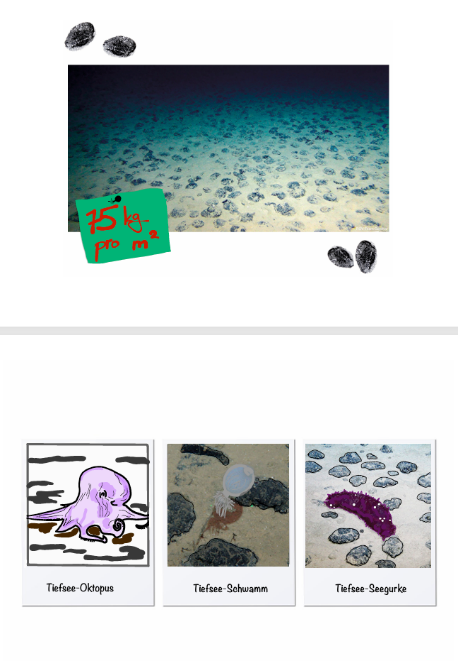 75 kg
pro m²
Tiefsee-Oktopus
Tiefsee-Schwamm
Tiefsee-Seegurke